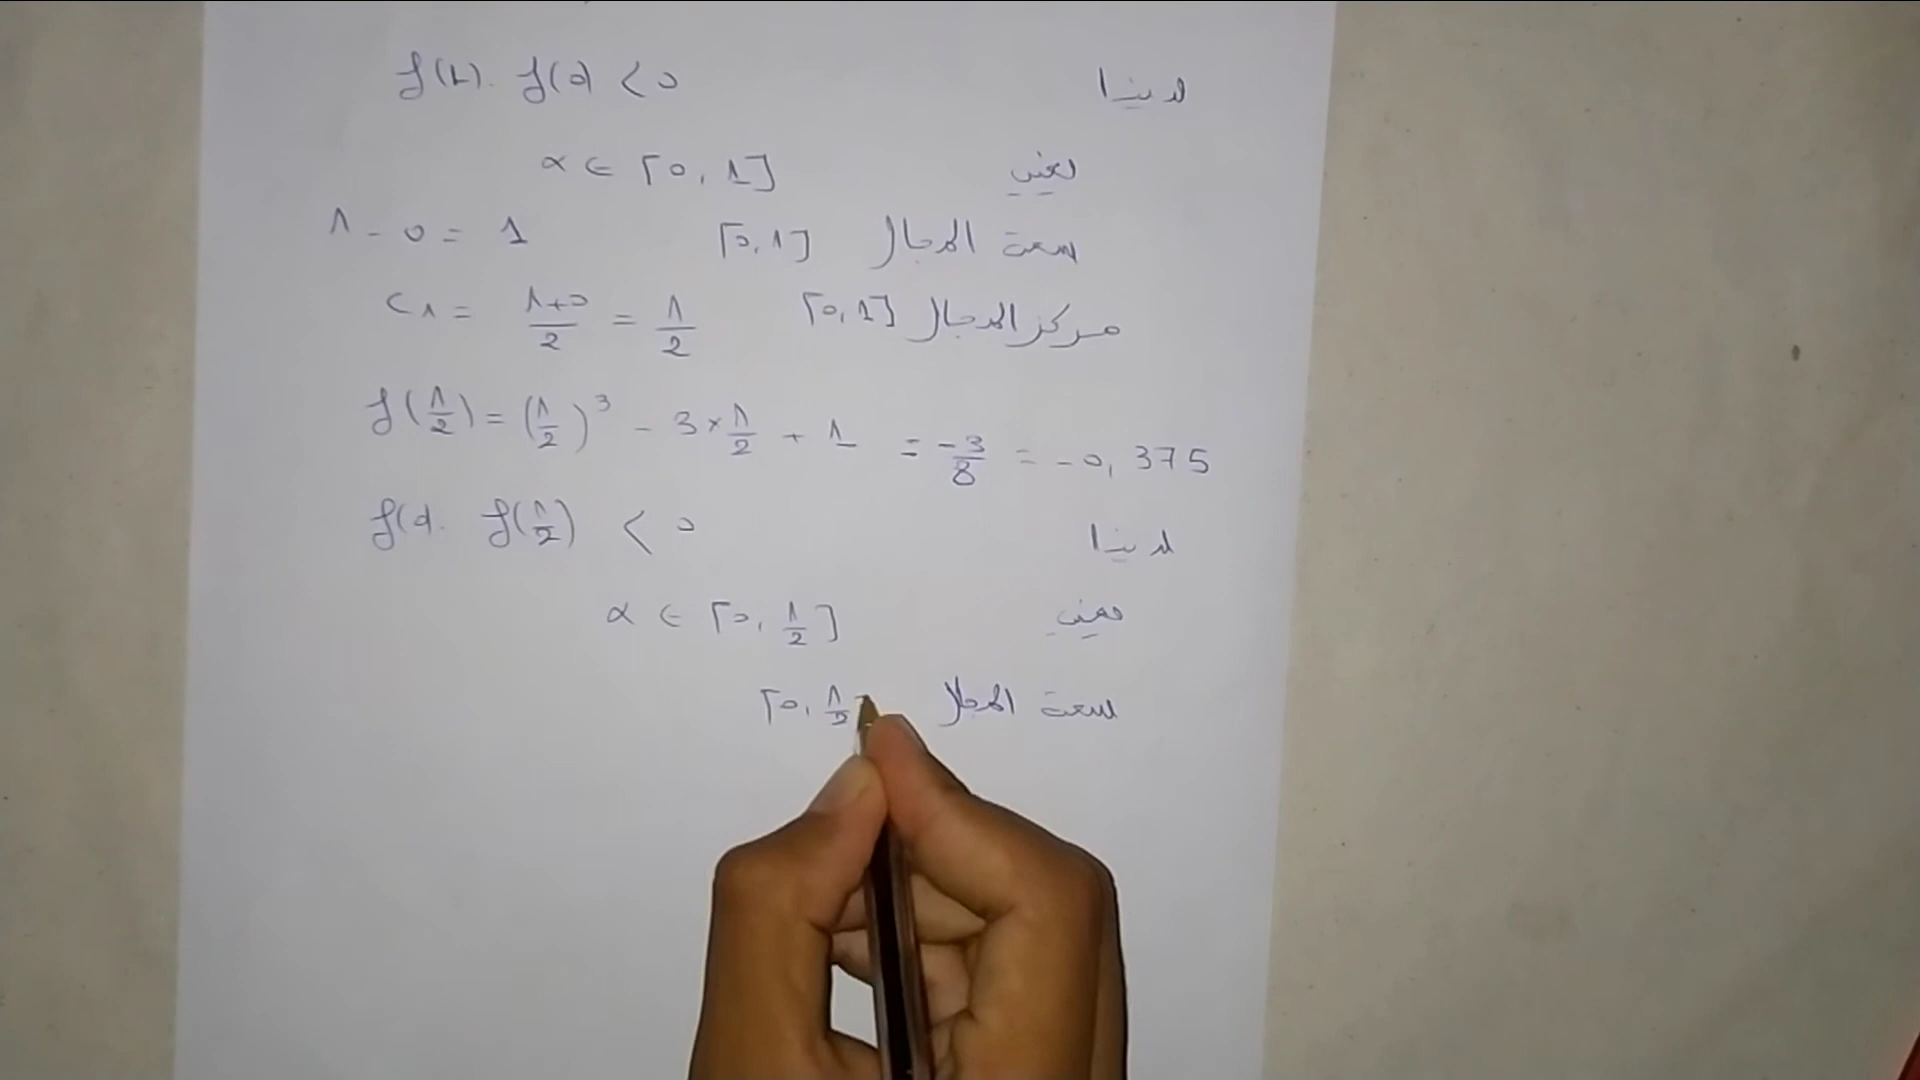 لدينا f(1). f(0) < 0
يعني α ∈ [0, 1]
سعة المجال [0, 1] 1 - 0 = 1
مركز المجال [0, 1] C1 = 1+0/2 = 1/2
f(1/2) = (1/2)^3 - 3×1/2 + 1 = -3/8 = -0,375
لدينا f(0). f(1/2) < 0
يعني α ∈ [0, 1/2]
سعة المجال [0, 1/2